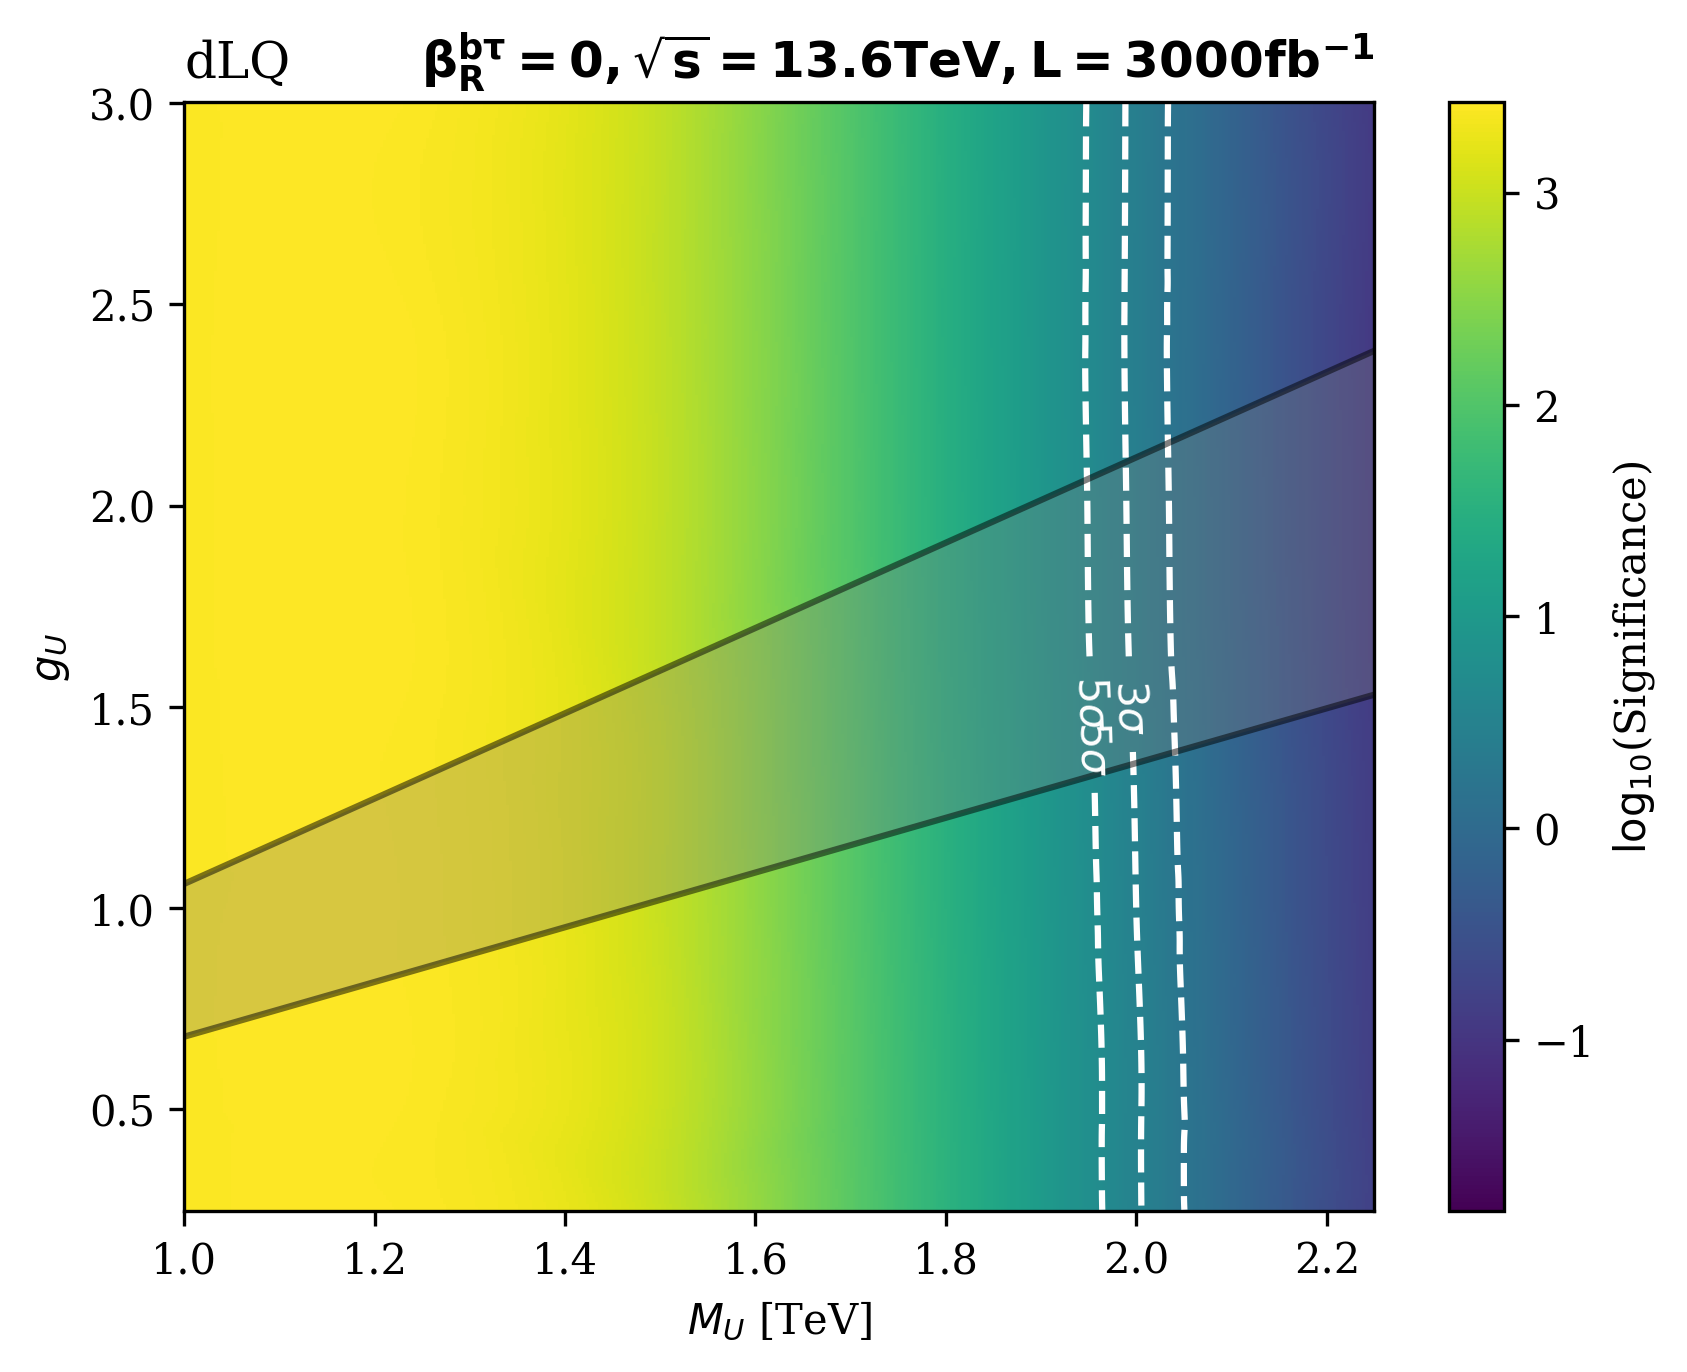 dLQ
β_R^{bτ} = 0, √s = 13.6TeV, L = 3000fb⁻¹
3.0
2.5
2.0
1.5
1.0
0.5
g_U
5σ
3σ
5σ
1.0 1.2 1.4 1.6 1.8 2.0 2.2
M_U [TeV]
3
2
1
0
−1
log₁₀(Significance)